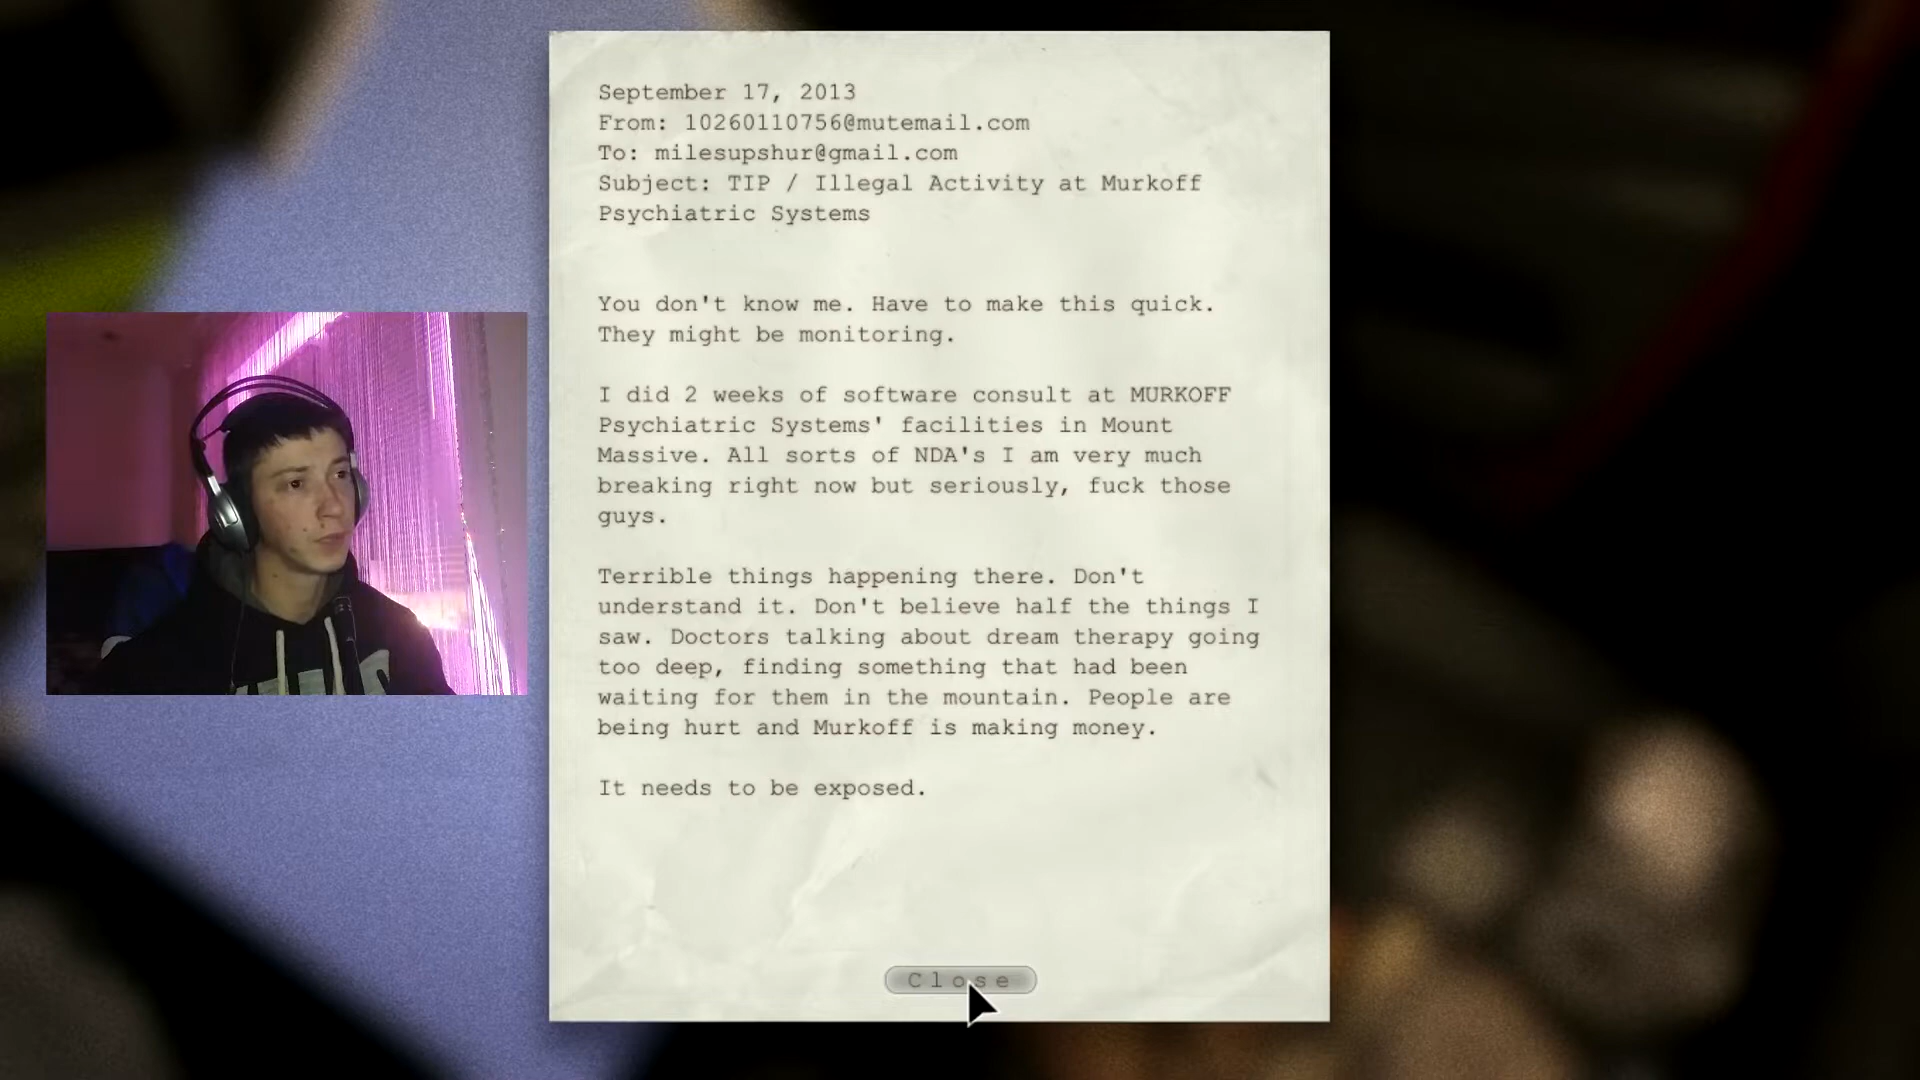 September 17, 2013
From: 10260110756@mutemail.com
To: milesupshur@gmail.com
Subject: TIP / Illegal Activity at Murkoff
Psychiatric Systems
You don't know me. Have to make this quick.
They might be monitoring.
I did 2 weeks of software consult at MURKOFF
Psychiatric Systems' facilities in Mount
Massive. All sorts of NDA's I am very much
breaking right now but seriously, fuck those
guys.
Terrible things happening there. Don't
understand it. Don't believe half the things I
saw. Doctors talking about dream therapy going
too deep, finding something that had been
waiting for them in the mountain. People are
being hurt and Murkoff is making money.
It needs to be exposed.
Close